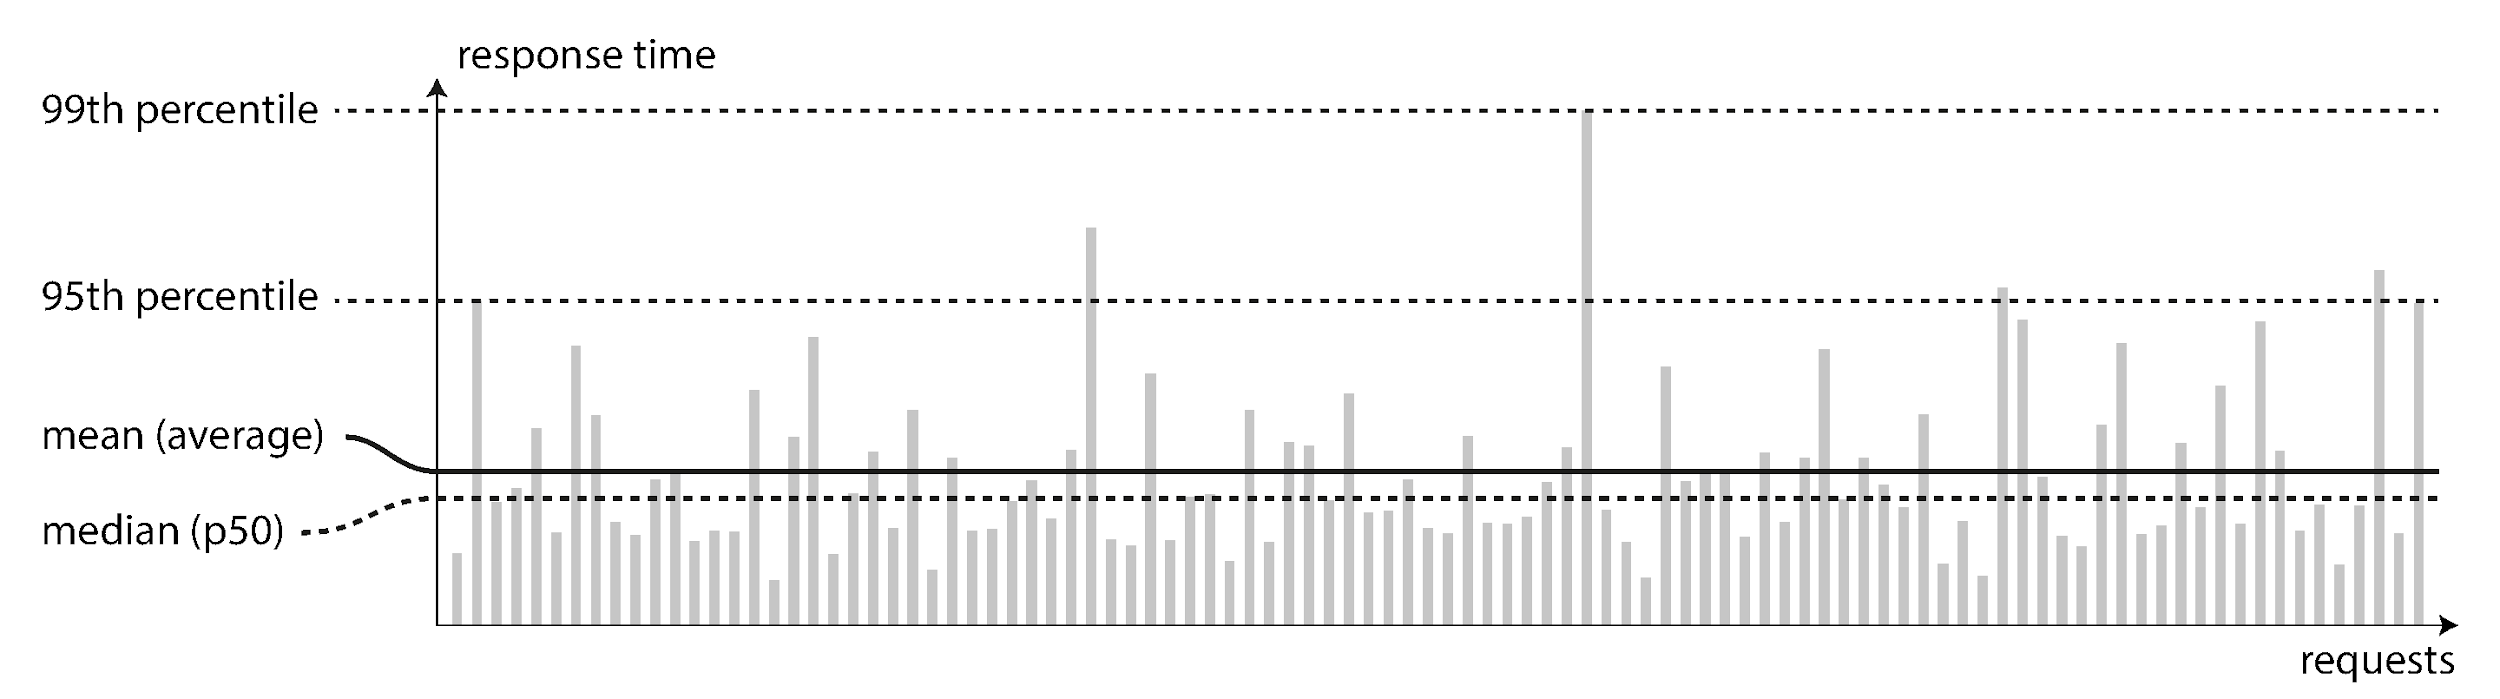 response time
99th percentile
95th percentile
mean (average)
median (p50)
requests